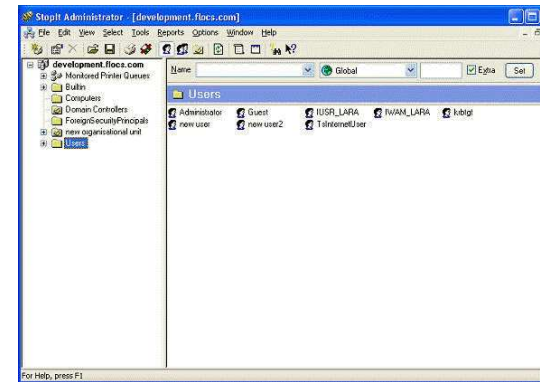 StopIt Administrator - [development.flocs.com]
File Edit View Select Tools Reports Options Window Help
development.flocs.com
Monitored Printer Queues
Builtin
Computers
Domain Controllers
ForeignSecurityPrincipals
new organisational unit
Users
Name Global Extra Set
Users
Administrator Guest IUSR_LARA IWAM_LARA krbtgt
new user new user2 TsInternetUser
For Help, press F1